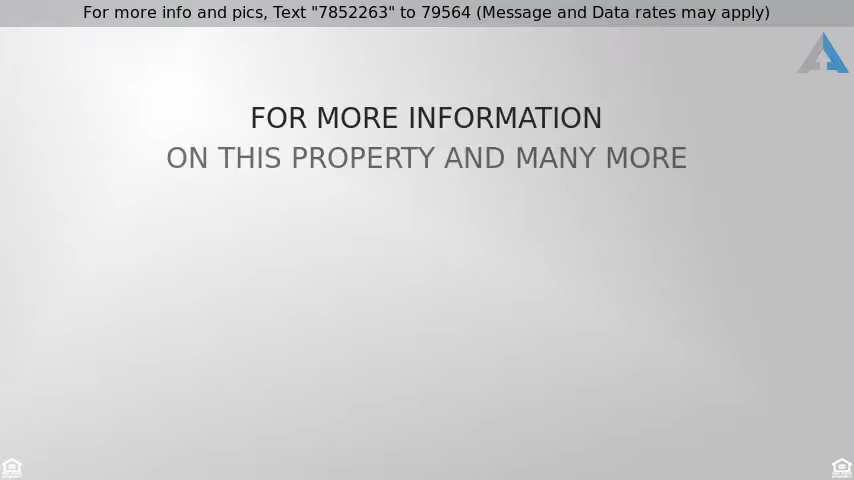 For more info and pics, Text "7852263" to 79564 (Message and Data rates may apply)
FOR MORE INFORMATION
ON THIS PROPERTY AND MANY MORE